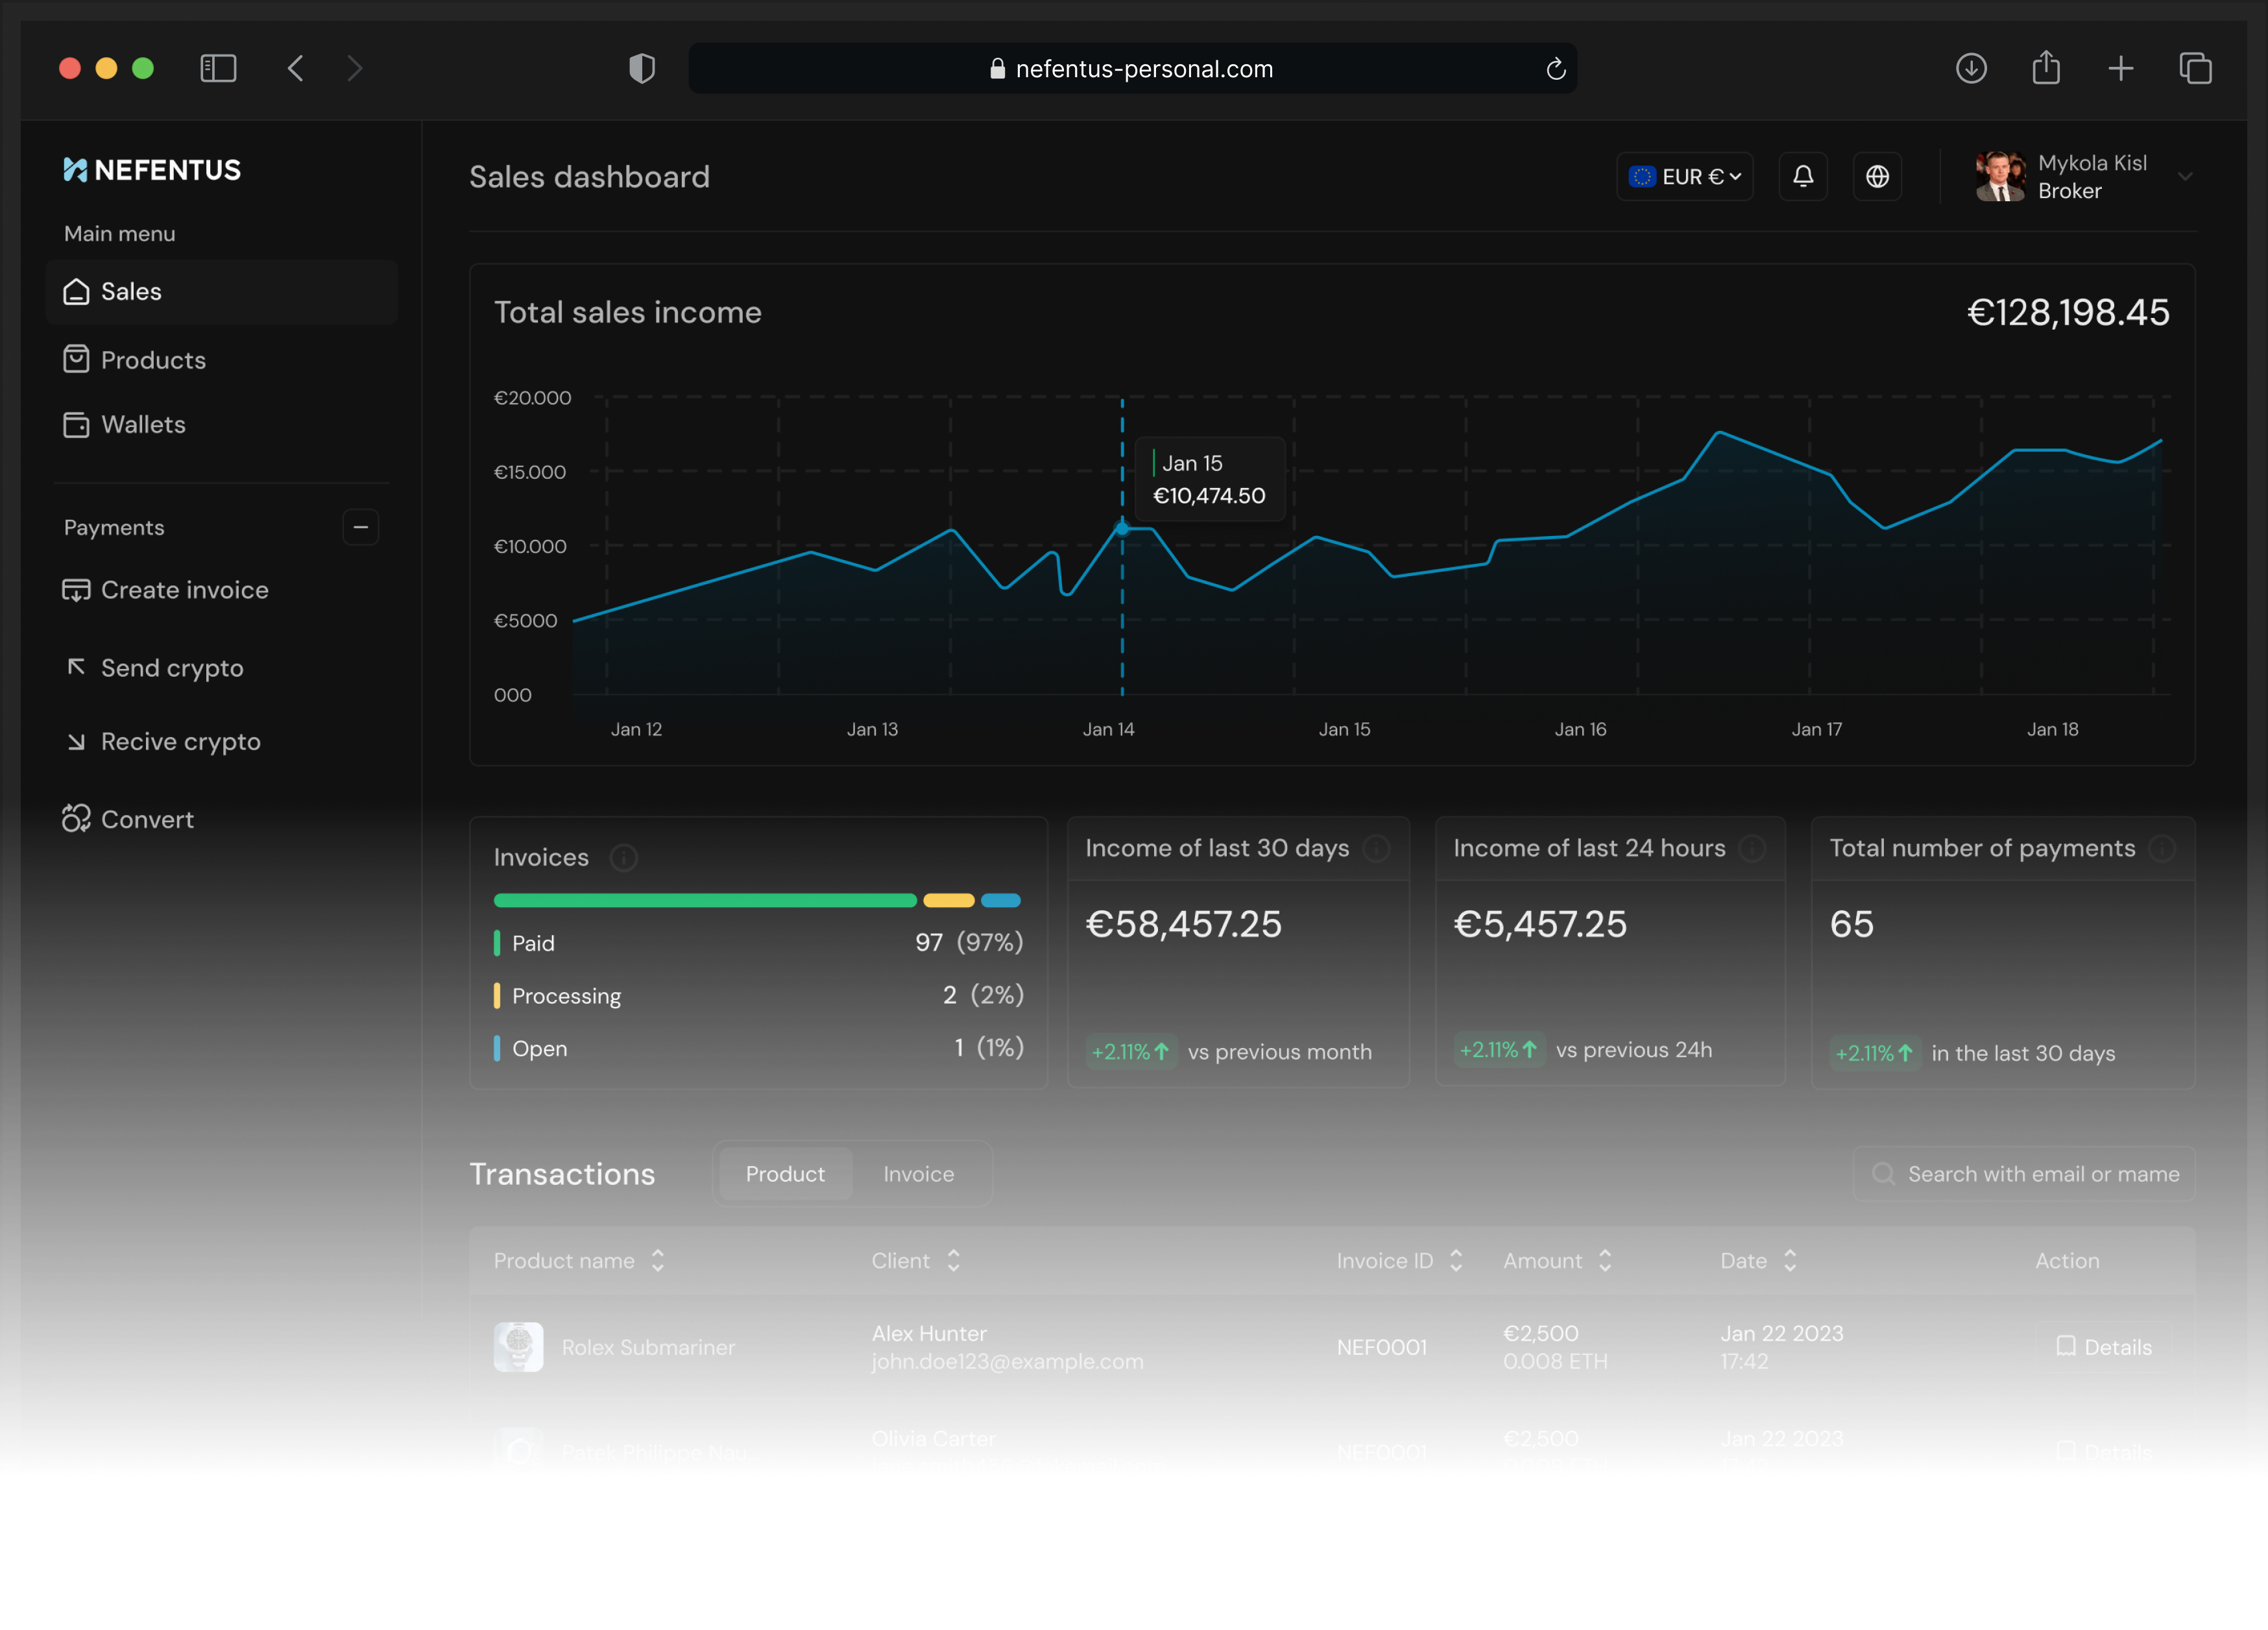 nefentus-personal.com
NEFENTUS
Main menu
Sales
Products
Wallets
Payments
Create invoice
Send crypto
Recive crypto
Convert
Sales dashboard
EUR €
Mykola Kisl
Broker
Total sales income
€128,198.45
€20.000
€15.000
€10.000
€5000
000
Jan 15
€10,474.50
Jan 12
Jan 13
Jan 14
Jan 15
Jan 16
Jan 17
Jan 18
Invoices
Paid 97 (97%)
Processing 2 (2%)
Open 1 (1%)
Income of last 30 days
€58,457.25
+2.11% vs previous month
Income of last 24 hours
€5,457.25
+2.11% vs previous 24h
Total number of payments
65
+2.11% in the last 30 days
Transactions
Product
Invoice
Search with email or mame
Product name
Client
Invoice ID
Amount
Date
Action
Rolex Submariner
Alex Hunter
john.doe123@example.com
NEF0001
€2,500
0.008 ETH
Jan 22 2023
17:42
Details
Olivia Carter
NEF0001
€2,500
Jan 22 2023
Details